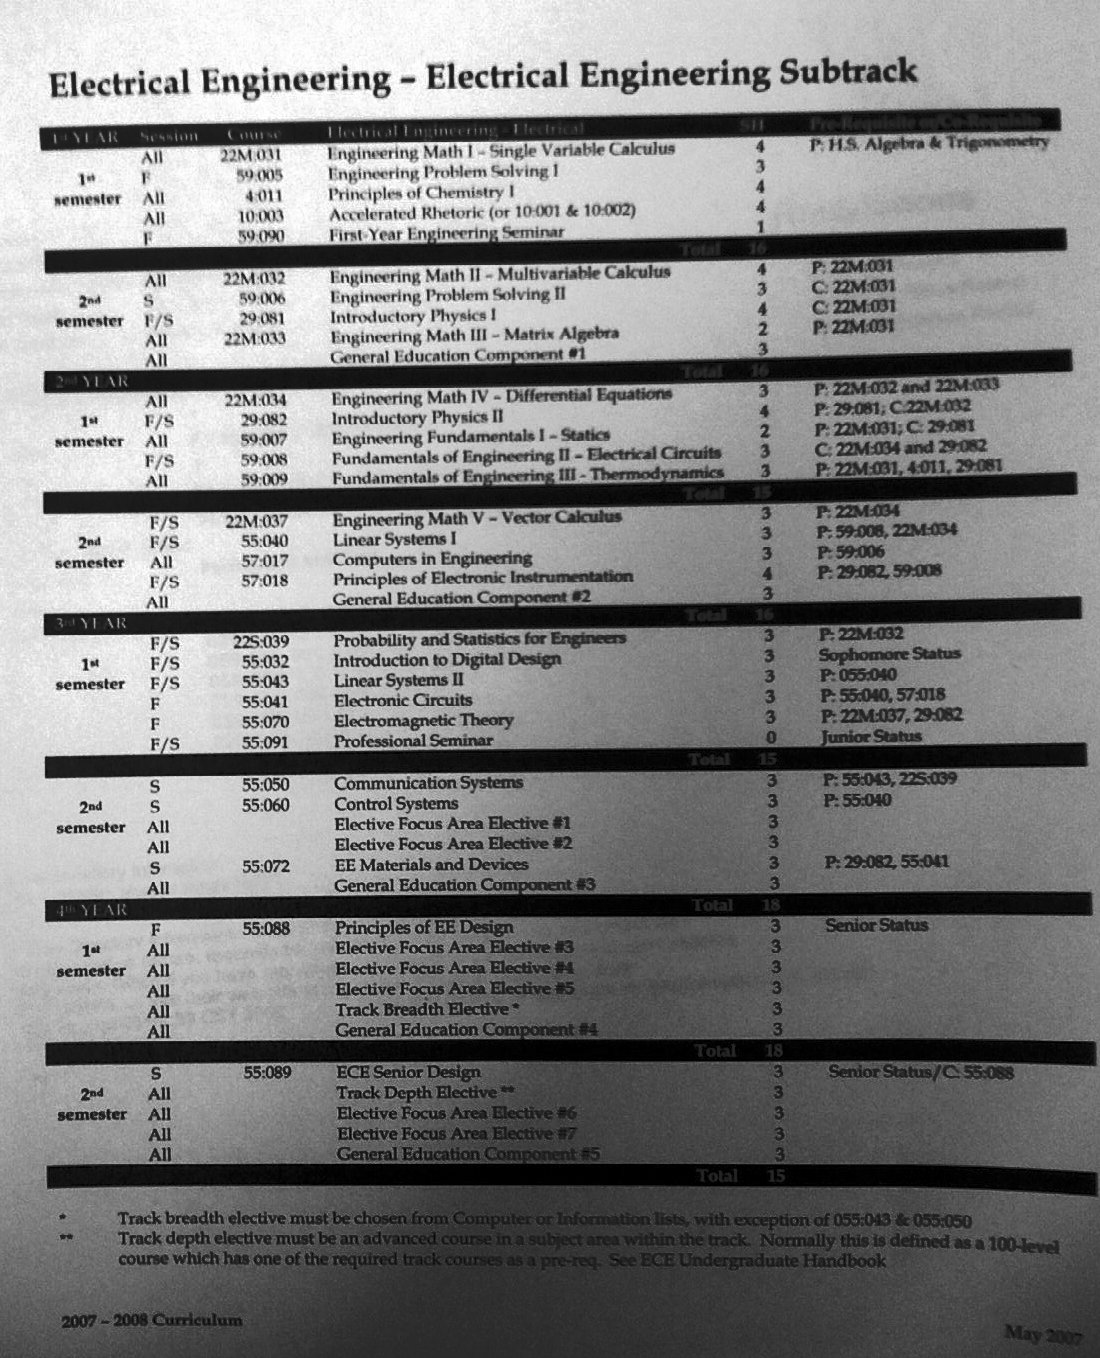 Electrical Engineering – Electrical Engineering Subtrack
1st YEAR Session Course Electrical Engineering - Electrical SH Pre-Requisite or/Co-Requisite
All 22M:031 Engineering Math I – Single Variable Calculus 4 P: H.S. Algebra & Trigonometry
1st F 59:005 Engineering Problem Solving I 3
semester All 4:011 Principles of Chemistry I 4
All 10:003 Accelerated Rhetoric (or 10:001 & 10:002) 4
F 59:090 First-Year Engineering Seminar 1
Total 16
All 22M:032 Engineering Math II – Multivariable Calculus 4 P: 22M:031
2nd S 59:006 Engineering Problem Solving II 3 C: 22M:031
semester F/S 29:081 Introductory Physics I 4 C: 22M:031
All 22M:033 Engineering Math III – Matrix Algebra 2 P: 22M:031
All General Education Component #1 3
2nd YEAR Total 16
All 22M:034 Engineering Math IV – Differential Equations 3 P: 22M:032 and 22M:033
1st F/S 29:082 Introductory Physics II 4 P: 29:081; C:22M:032
semester All 59:007 Engineering Fundamentals I – Statics 2 P: 22M:031; C: 29:081
F/S 59:008 Fundamentals of Engineering II – Electrical Circuits 3 C: 22M:034 and 29:082
All 59:009 Fundamentals of Engineering III - Thermodynamics 3 P: 22M:031, 4:011, 29:081
Total 15
F/S 22M:037 Engineering Math V – Vector Calculus 3 P: 22M:034
2nd F/S 55:040 Linear Systems I 3 P: 59:008, 22M:034
semester All 57:017 Computers in Engineering 3 P: 59:006
F/S 57:018 Principles of Electronic Instrumentation 4 P: 29:082, 59:008
All General Education Component #2 3
3rd YEAR Total 16
F/S 22S:039 Probability and Statistics for Engineers 3 P: 22M:032
1st F/S 55:032 Introduction to Digital Design 3 Sophomore Status
semester F/S 55:043 Linear Systems II 3 P: 055:040
F 55:041 Electronic Circuits 3 P: 55:040, 57:018
F 55:070 Electromagnetic Theory 3 P: 22M:037, 29:082
F/S 55:091 Professional Seminar 0 Junior Status
Total 15
S 55:050 Communication Systems 3 P: 55:043, 22S:039
2nd S 55:060 Control Systems 3 P: 55:040
semester All Elective Focus Area Elective #1 3
All Elective Focus Area Elective #2 3
S 55:072 EE Materials and Devices 3 P: 29:082, 55:041
All General Education Component #3 3
4th YEAR Total 18
F 55:088 Principles of EE Design 3 Senior Status
1st All Elective Focus Area Elective #3 3
semester All Elective Focus Area Elective #4 3
All Elective Focus Area Elective #5 3
All Track Breadth Elective * 3
All General Education Component #4 3
Total 18
S 55:089 ECE Senior Design 3 Senior Status/C: 55:088
2nd All Track Depth Elective ** 3
semester All Elective Focus Area Elective #6 3
All Elective Focus Area Elective #7 3
All General Education Component #5 3
Total 15
* Track breadth elective must be chosen from Computer or Information lists, with exception of 055:043 & 055:050
** Track depth elective must be an advanced course in a subject area within the track. Normally this is defined as a 100-level
course which has one of the required track courses as a pre-req. See ECE Undergraduate Handbook
2007 – 2008 Curriculum
May 2007